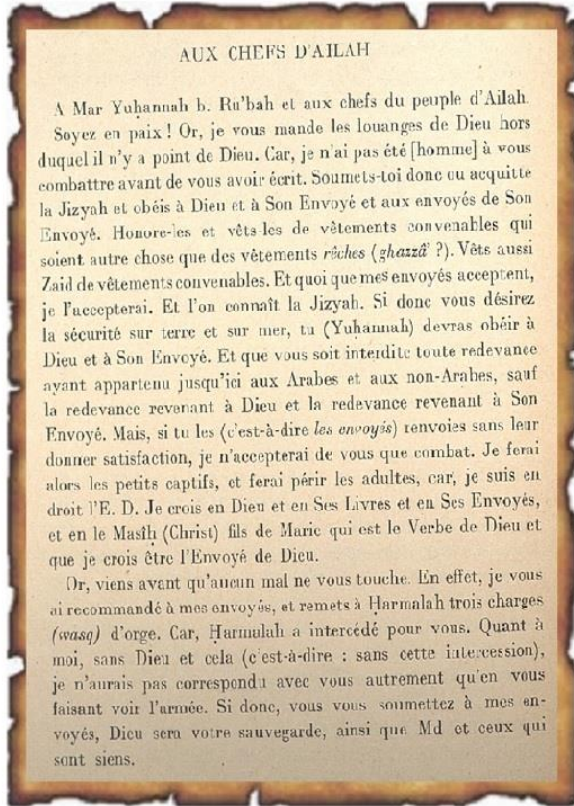 AUX CHEFS D'AILAH
A Mar Yuḥannah b. Ru'bah et aux chefs du peuple d'Ailah.
Soyez en paix ! Or, je vous mande les louanges de Dieu hors
duquel il n'y a point de Dieu. Car, je n'ai pas été [homme] à vous
combattre avant de vous avoir écrit. Soumets-toi donc ou acquitte
la Jizyah et obéis à Dieu et à Son Envoyé et aux envoyés de Son
Envoyé. Honore-les et vêts-les de vêtements convenables qui
soient autre chose que des vêtements rêches (ghazzâ' ?). Vêts aussi
Zaid de vêtements convenables. Et quoi que mes envoyés acceptent,
je l'accepterai. Et l'on connaît la Jizyah. Si donc vous désirez
la sécurité sur terre et sur mer, tu (Yuḥannah) devras obéir à
Dieu et à Son Envoyé. Et que vous soit interdite toute redevance
ayant appartenu jusqu'ici aux Arabes et aux non-Arabes, sauf
la redevance revenant à Dieu et la redevance revenant à Son
Envoyé. Mais, si tu les (c'est-à-dire les envoyés) renvoies sans leur
donner satisfaction, je n'accepterai de vous que combat. Je ferai
alors les petits captifs, et ferai périr les adultes, car, je suis en
droit l'E. D. Je crois en Dieu et en Ses Livres et en Ses Envoyés,
et en le Masîḥ (Christ) fils de Marie qui est le Verbe de Dieu et
que je crois être l'Envoyé de Dieu.
Or, viens avant qu'aucun mal ne vous touche. En effet, je vous
ai recommandé à mes envoyés, et remets à Ḥarmalah trois charges
(wasq) d'orge. Car, Ḥarmalah a intercédé pour vous. Quant à
moi, sans Dieu et cela (c'est-à-dire : sans cette intercession),
je n'aurais pas correspondu avec vous autrement qu'en vous
faisant voir l'armée. Si donc, vous vous soumettez à mes en-
voyés, Dieu sera votre sauvegarde, ainsi que Md et ceux qui
sont siens.